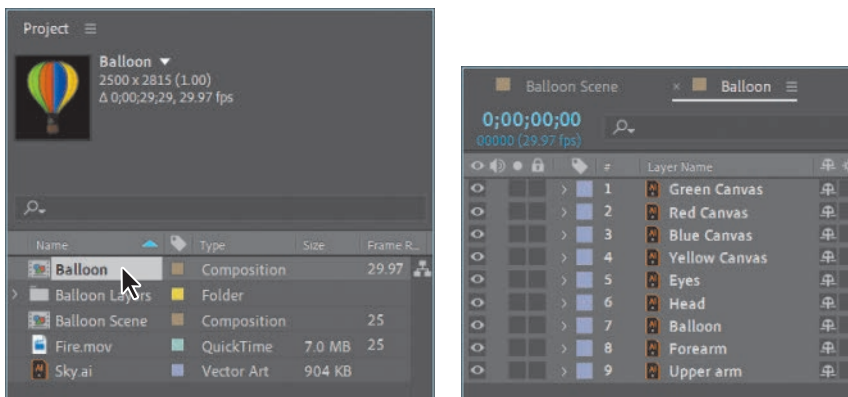 Project
Balloon
2500 x 2815 (1.00)
Δ 0;00;29;29, 29.97 fps
Name Type Size Frame R...
Balloon Composition 29.97
Balloon Layers Folder
Balloon Scene Composition 25
Fire.mov QuickTime 7.0 MB 25
Sky.ai Vector Art 904 KB
Balloon Scene × Balloon
0;00;00;00
00000 (29.97 fps)
# Layer Name
1 Green Canvas
2 Red Canvas
3 Blue Canvas
4 Yellow Canvas
5 Eyes
6 Head
7 Balloon
8 Forearm
9 Upper arm